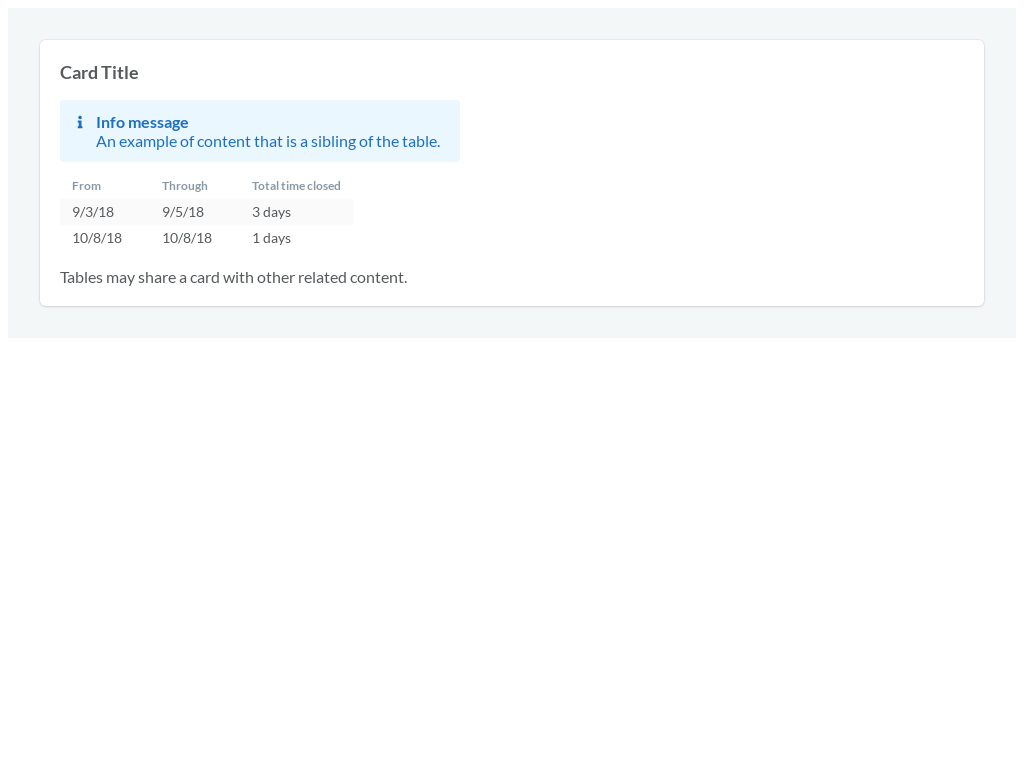 Card Title
Info message
An example of content that is a sibling of the table.
From Through Total time closed
9/3/18 9/5/18 3 days
10/8/18 10/8/18 1 days
Tables may share a card with other related content.